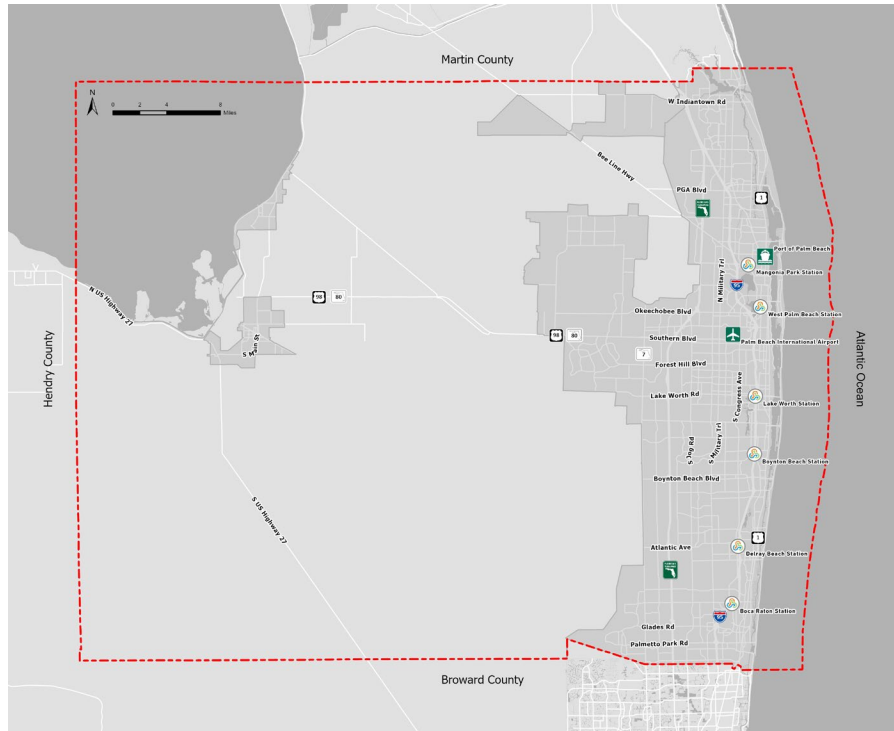 Martin County
N
0 2 4 8
Miles
W Indiantown Rd
Bee Line Hwy
PGA Blvd
1
Port of Palm Beach
Mangonia Park Station
N Military Trl
95
N US Highway 27
98 80
West Palm Beach Station
Okeechobee Blvd
98 80
Southern Blvd
Palm Beach International Airport
S Main St
7
Forest Hill Blvd
Hendry County
Atlantic Ocean
Lake Worth Rd
S Congress Ave
Lake Worth Station
S Jog Rd
S Military Trl
Boynton Beach Station
Boynton Beach Blvd
S US Highway 27
1
Atlantic Ave
Delray Beach Station
Boca Raton Station
95
Glades Rd
Palmetto Park Rd
Broward County